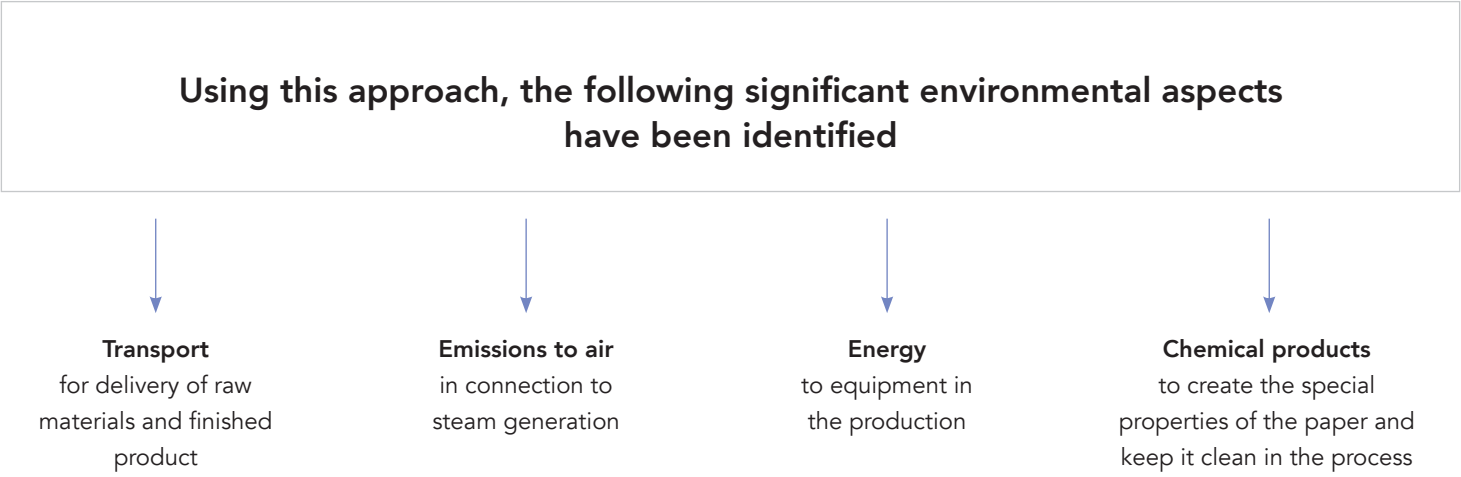 Using this approach, the following significant environmental aspects
have been identified
Transport
for delivery of raw
materials and finished
product
Emissions to air
in connection to
steam generation
Energy
to equipment in
the production
Chemical products
to create the special
properties of the paper and
keep it clean in the process